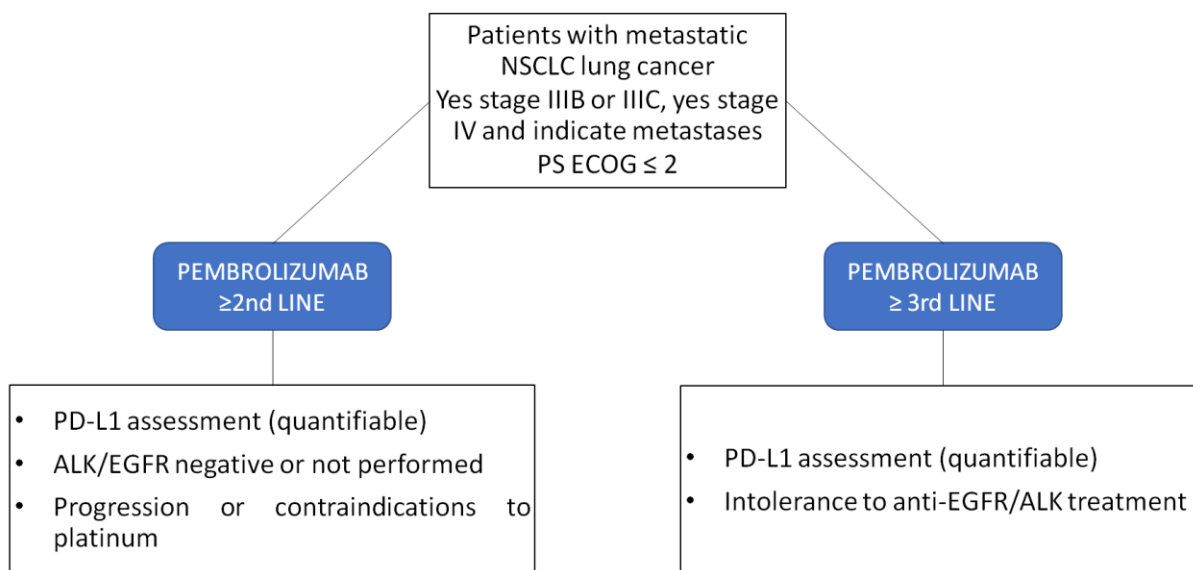 Patients with metastatic
NSCLC lung cancer
Yes stage IIIB or IIIC, yes stage
IV and indicate metastases
PS ECOG ≤ 2
PEMBROLIZUMAB
≥2nd LINE
PEMBROLIZUMAB
≥ 3rd LINE
• PD-L1 assessment (quantifiable)
• ALK/EGFR negative or not performed
• Progression or contraindications to
platinum
• PD-L1 assessment (quantifiable)
• Intolerance to anti-EGFR/ALK treatment